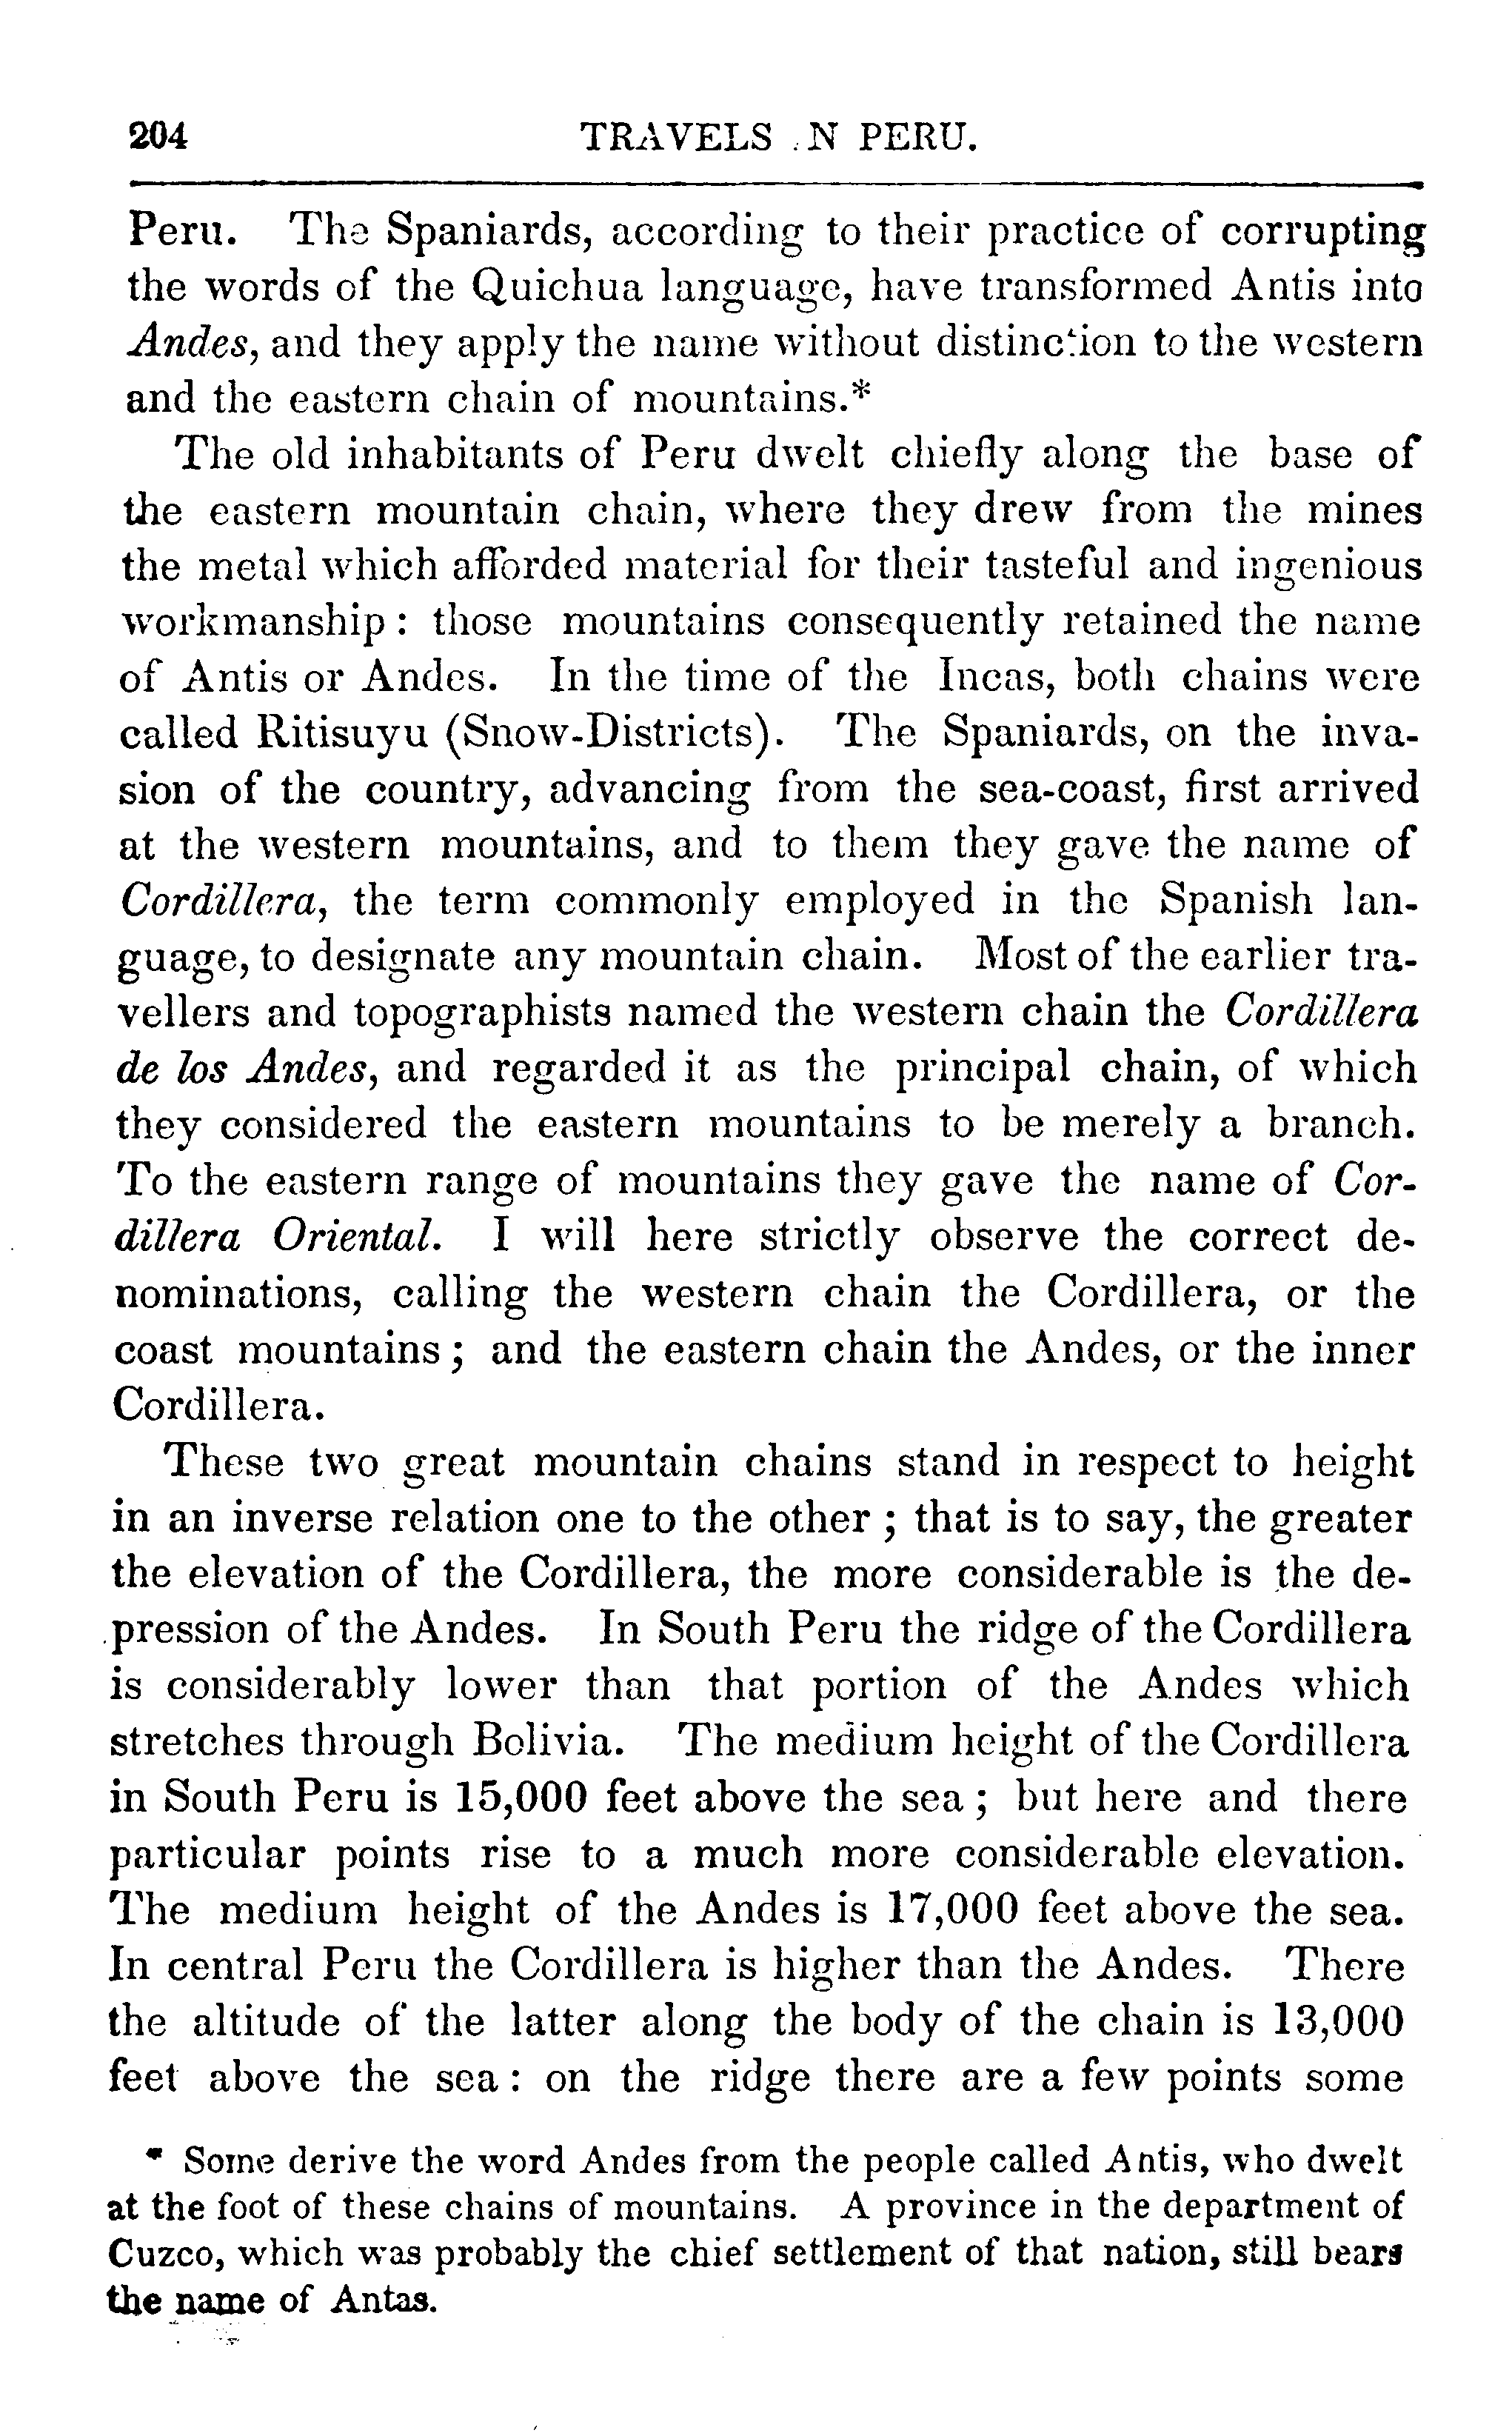 204 TRAVELS IN PERU.
Peru. The Spaniards, according to their practice of corrupting
the words of the Quichua language, have transformed Antis into
Andes, and they apply the name without distinction to the western
and the eastern chain of mountains.*
The old inhabitants of Peru dwelt chiefly along the base of
the eastern mountain chain, where they drew from the mines
the metal which afforded material for their tasteful and ingenious
workmanship : those mountains consequently retained the name
of Antis or Andes. In the time of the Incas, both chains were
called Ritisuyu (Snow-Districts). The Spaniards, on the inva-
sion of the country, advancing from the sea-coast, first arrived
at the western mountains, and to them they gave the name of
Cordillera, the term commonly employed in the Spanish lan-
guage, to designate any mountain chain. Most of the earlier tra-
vellers and topographists named the western chain the Cordillera
de los Andes, and regarded it as the principal chain, of which
they considered the eastern mountains to be merely a branch.
To the eastern range of mountains they gave the name of Cor-
dillera Oriental. I will here strictly observe the correct de-
nominations, calling the western chain the Cordillera, or the
coast mountains ; and the eastern chain the Andes, or the inner
Cordillera.
These two great mountain chains stand in respect to height
in an inverse relation one to the other ; that is to say, the greater
the elevation of the Cordillera, the more considerable is the de-
pression of the Andes. In South Peru the ridge of the Cordillera
is considerably lower than that portion of the Andes which
stretches through Bolivia. The medium height of the Cordillera
in South Peru is 15,000 feet above the sea ; but here and there
particular points rise to a much more considerable elevation.
The medium height of the Andes is 17,000 feet above the sea.
In central Peru the Cordillera is higher than the Andes. There
the altitude of the latter along the body of the chain is 13,000
feet above the sea : on the ridge there are a few points some
* Some derive the word Andes from the people called Antis, who dwelt
at the foot of these chains of mountains. A province in the department of
Cuzco, which was probably the chief settlement of that nation, still bears
the name of Antas.